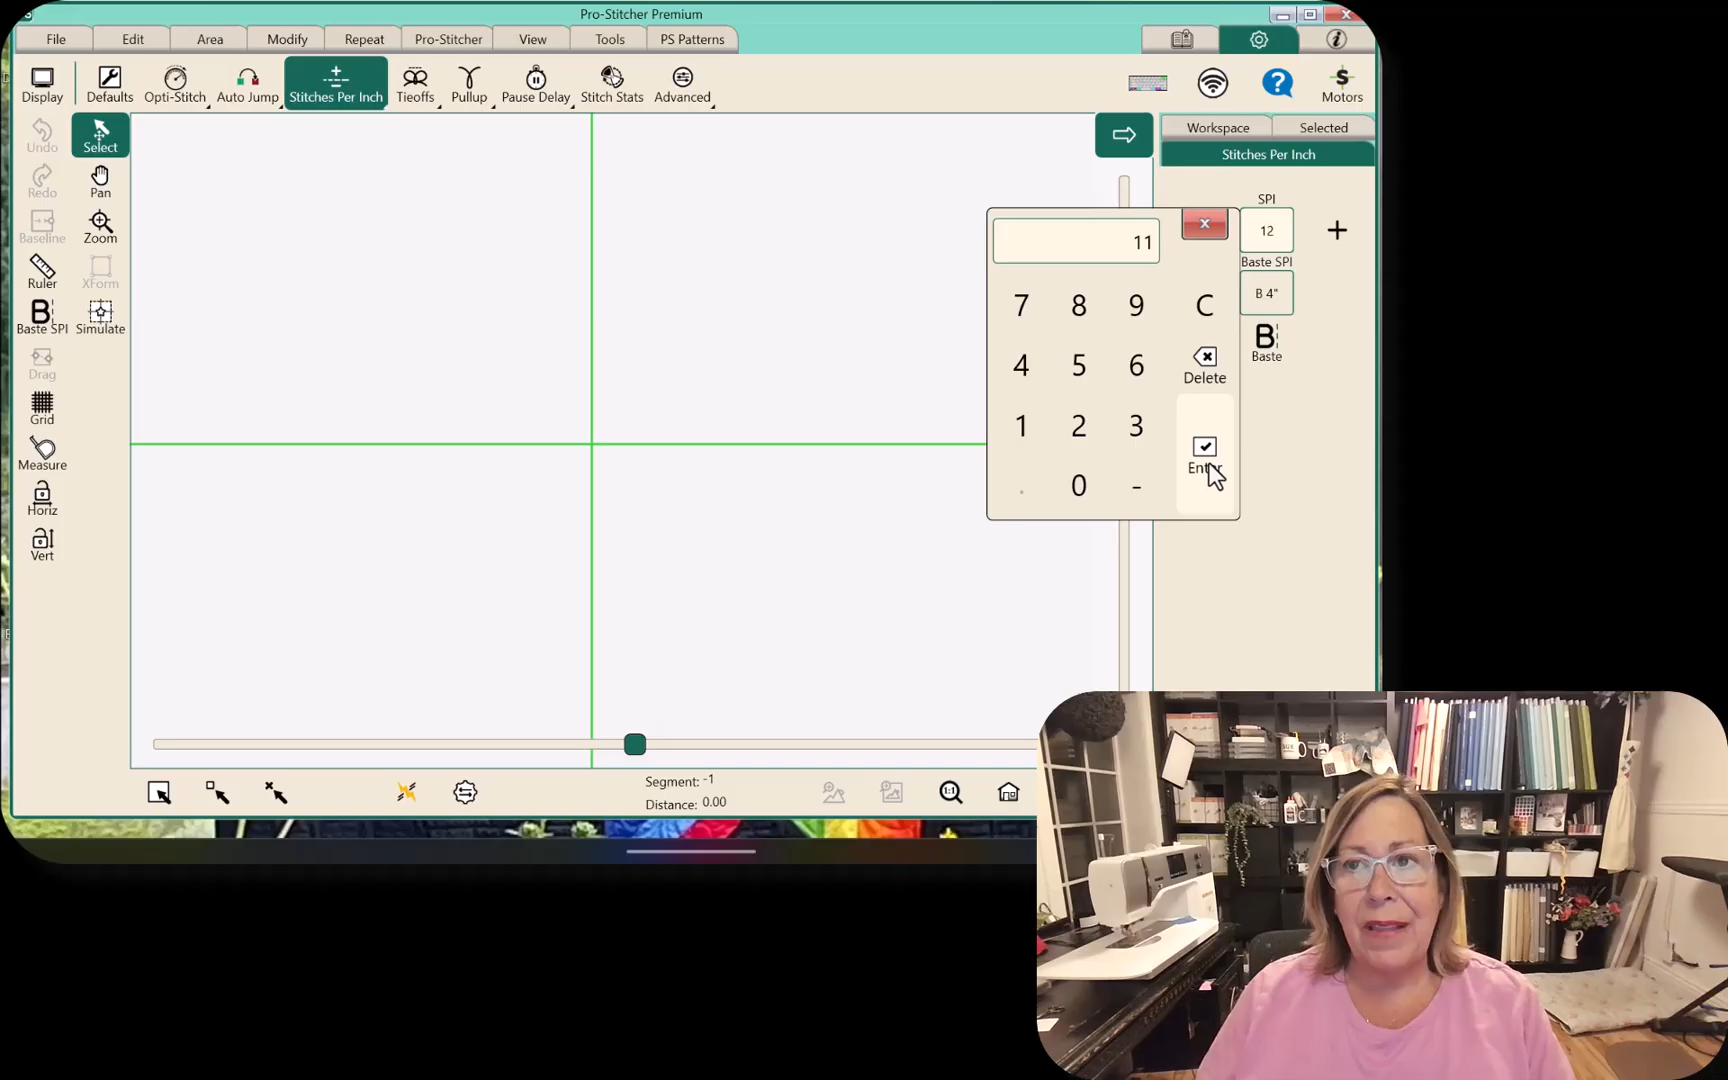 Pro-Stitcher Premium
File Edit Area Modify Repeat Pro-Stitcher View Tools PS Patterns
Display Defaults Opti-Stitch Auto Jump Stitches Per Inch Tieoffs Pullup Pause Delay Stitch Stats Advanced Motors
Undo Select
Redo Pan
Baseline Zoom
Ruler XForm
Baste SPI Simulate
Drag
Grid
Measure
Horiz
Vert
Workspace Selected
Stitches Per Inch
SPI
12
Baste SPI
B 4"
Baste
11
7 8 9 C
4 5 6 Delete
1 2 3 Enter
. 0 -
Segment: -1
Distance: 0.00
1:1